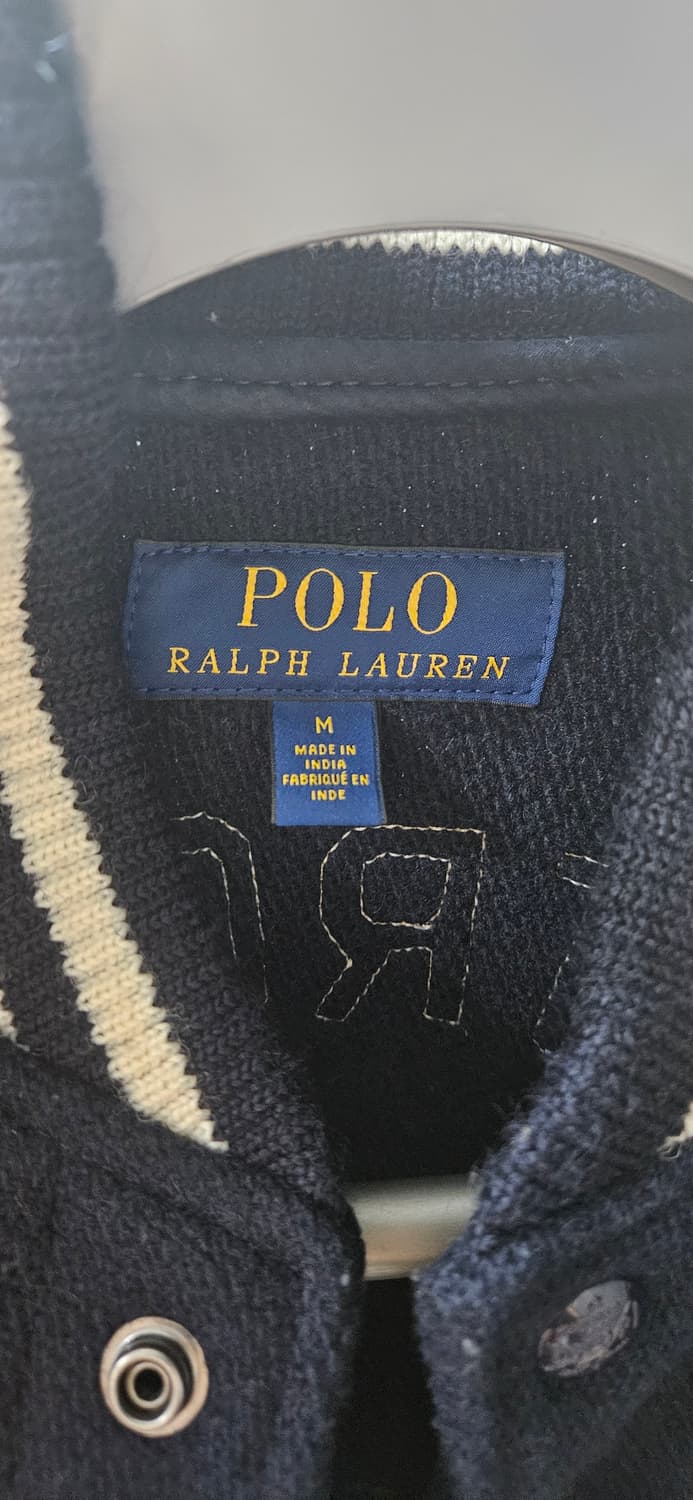 POLO
RALPH LAUREN
M
MADE IN
INDIA
FABRIQUÉ EN
INDE